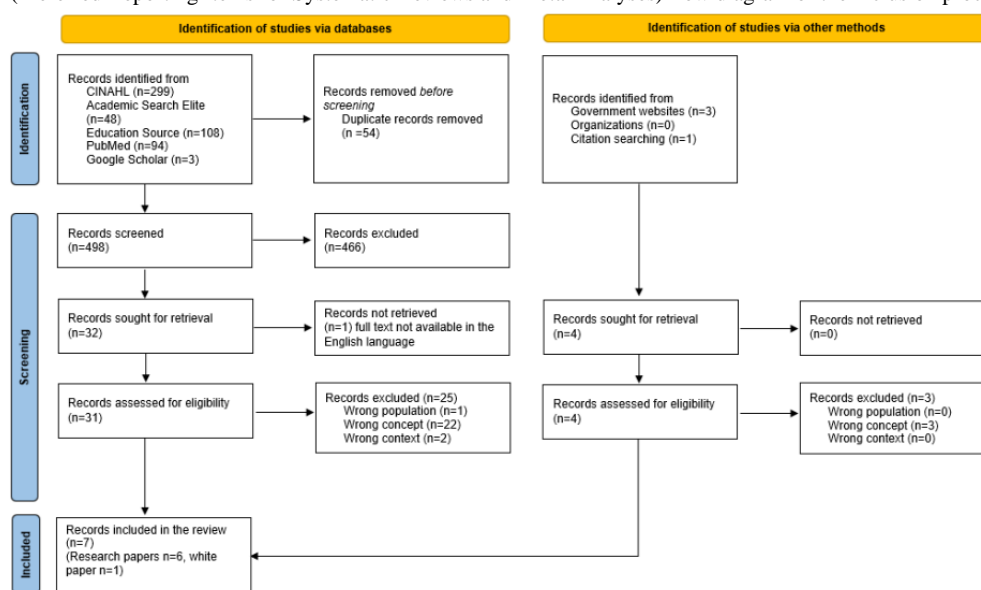 Identification of studies via databases
Identification of studies via other methods
Identification
Records identified from
CINAHL (n=299)
Academic Search Elite
(n=48)
Education Source (n=108)
PubMed (n=94)
Google Scholar (n=3)
Records removed before
screening
Duplicate records removed
(n =54)
Records identified from
Government websites (n=3)
Organizations (n=0)
Citation searching (n=1)
Screening
Records screened
(n=498)
Records excluded
(n=466)
Records sought for retrieval
(n=32)
Records not retrieved
(n=1) full text not available in the
English language
Records sought for retrieval
(n=4)
Records not retrieved
(n=0)
Records assessed for eligibility
(n=31)
Records excluded (n=25)
Wrong population (n=1)
Wrong concept (n=22)
Wrong context (n=2)
Records assessed for eligibility
(n=4)
Records excluded (n=3)
Wrong population (n=0)
Wrong concept (n=3)
Wrong context (n=0)
Included
Records included in the review
(n=7)
(Research papers n=6, white
paper n=1)